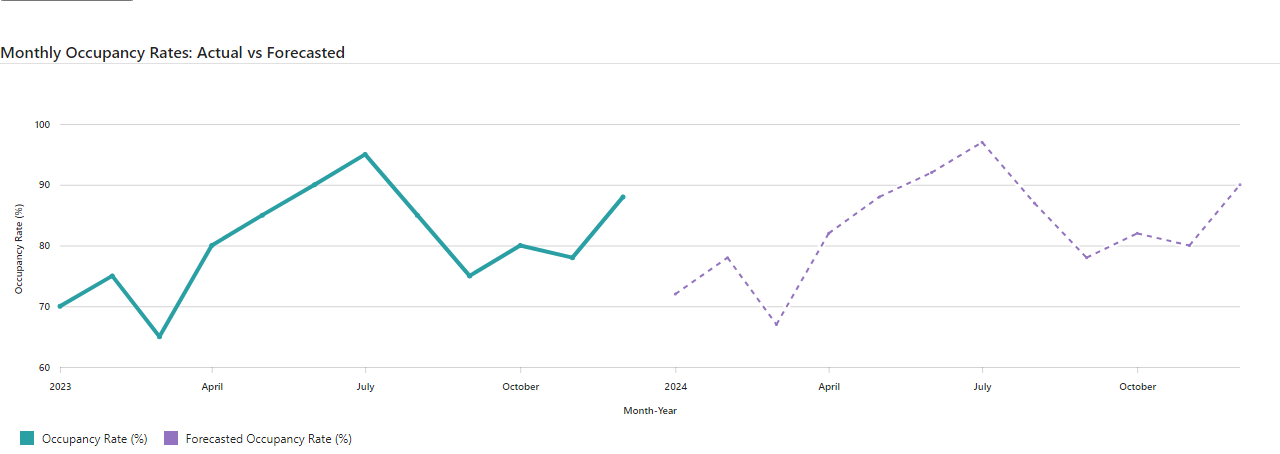 Monthly Occupancy Rates: Actual vs Forecasted
100
90
80
70
60
Occupancy Rate (%)
2023 April July October 2024 April July October
Month-Year
Occupancy Rate (%) Forecasted Occupancy Rate (%)